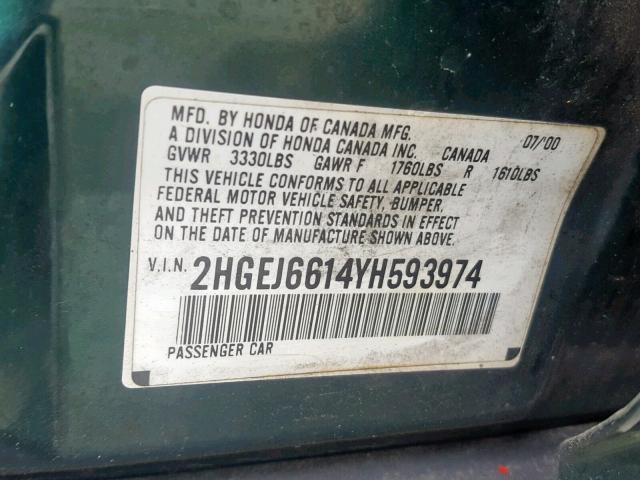 MFD. BY HONDA OF CANADA MFG.
A DIVISION OF HONDA CANADA INC. CANADA 07/'00
GVWR 3330LBS GAWR F 1760LBS R 1610LBS
THIS VEHICLE CONFORMS TO ALL APPLICABLE
FEDERAL MOTOR VEHICLE SAFETY, BUMPER,
AND THEFT PREVENTION STANDARDS IN EFFECT
ON THE DATE OF MANUFACTURE SHOWN ABOVE.
V.I.N. 2HGEJ6614YH593974
PASSENGER CAR